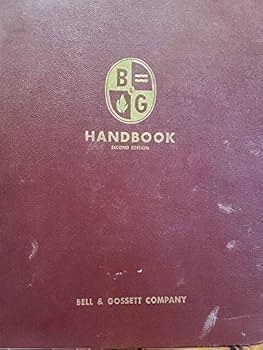 B
&
G
HANDBOOK
SECOND EDITION
BELL & GOSSETT COMPANY